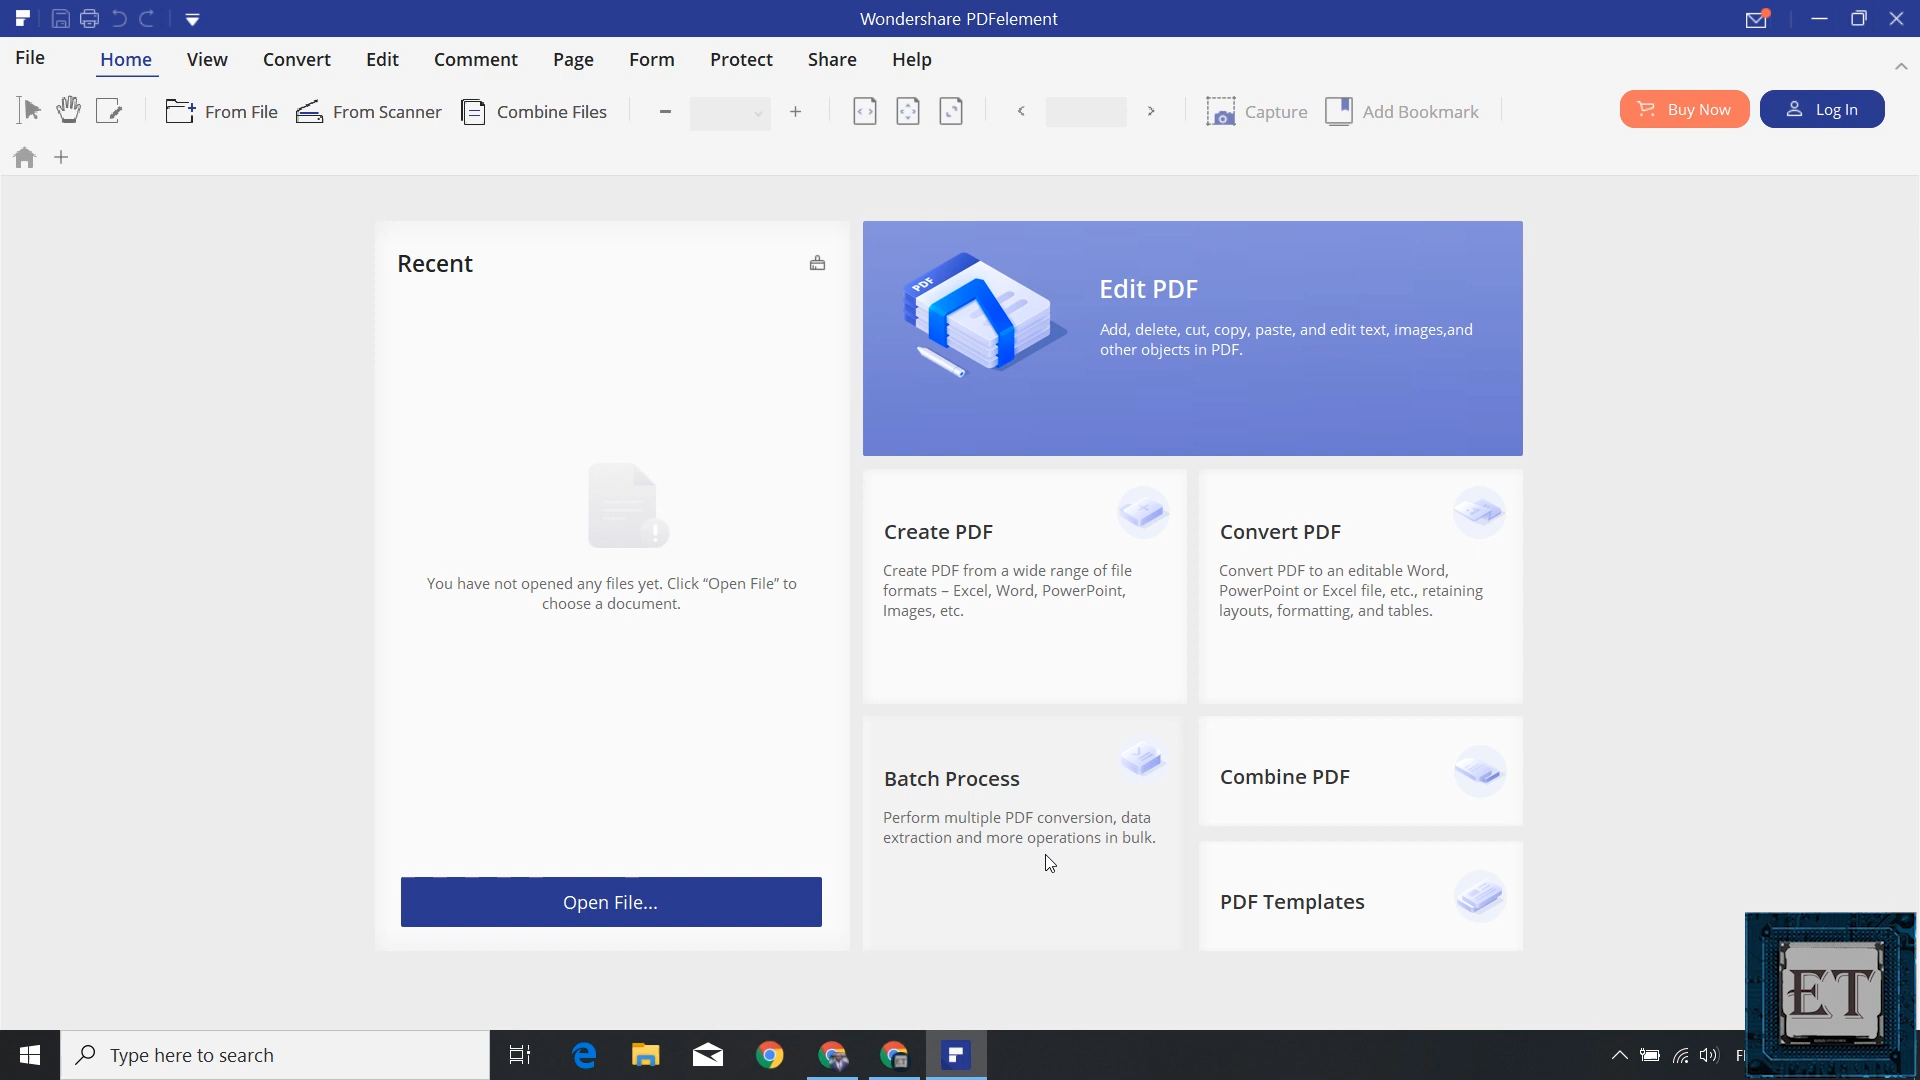 Wondershare PDFelement
File Home View Convert Edit Comment Page Form Protect Share Help
From File From Scanner Combine Files Capture Add Bookmark Buy Now Log In
Recent
You have not opened any files yet. Click “Open File” to
choose a document.
Open File...
PDF
Edit PDF
Add, delete, cut, copy, paste, and edit text, images,and
other objects in PDF.
Create PDF
Create PDF from a wide range of file
formats – Excel, Word, PowerPoint,
Images, etc.
Convert PDF
Convert PDF to an editable Word,
PowerPoint or Excel file, etc., retaining
layouts, formatting, and tables.
Batch Process
Perform multiple PDF conversion, data
extraction and more operations in bulk.
Combine PDF
PDF Templates
ET
Type here to search